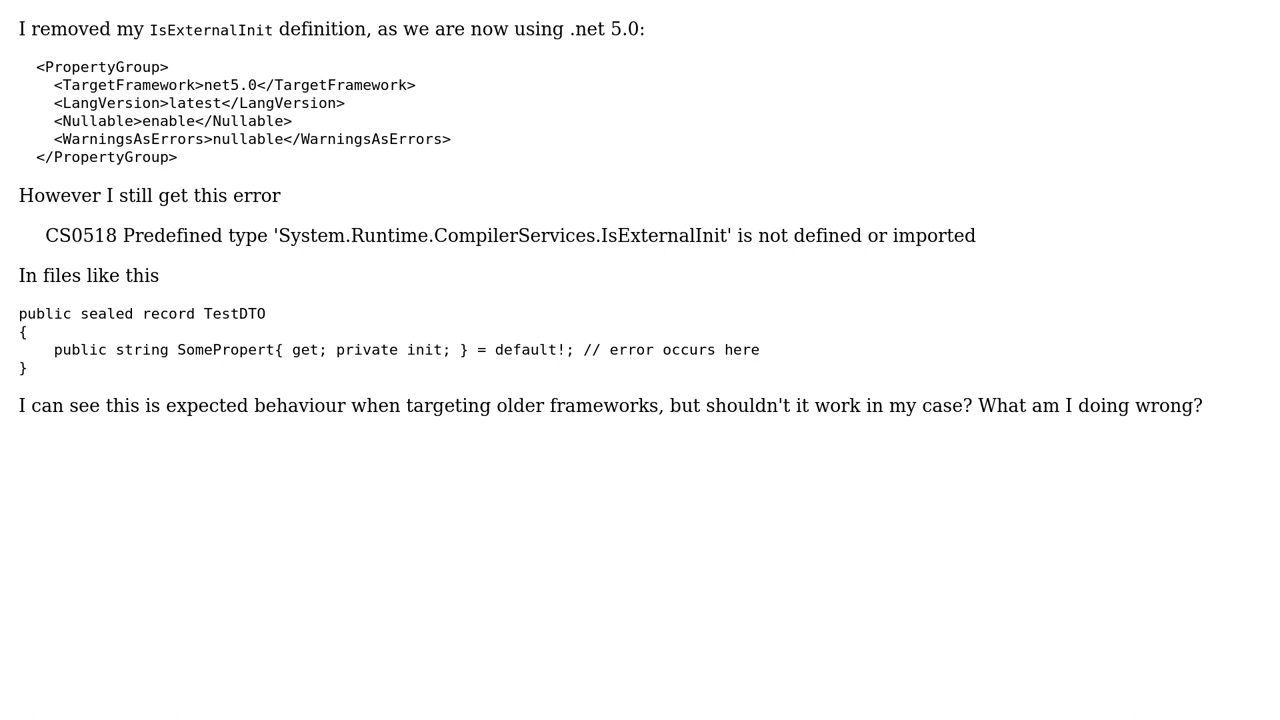 I removed my IsExternalInit definition, as we are now using .net 5.0:
  <PropertyGroup>
    <TargetFramework>net5.0</TargetFramework>
    <LangVersion>latest</LangVersion>
    <Nullable>enable</Nullable>
    <WarningsAsErrors>nullable</WarningsAsErrors>
  </PropertyGroup>
However I still get this error
CS0518 Predefined type 'System.Runtime.CompilerServices.IsExternalInit' is not defined or imported
In files like this
public sealed record TestDTO
{
    public string SomePropert{ get; private init; } = default!; // error occurs here
}
I can see this is expected behaviour when targeting older frameworks, but shouldn't it work in my case? What am I doing wrong?